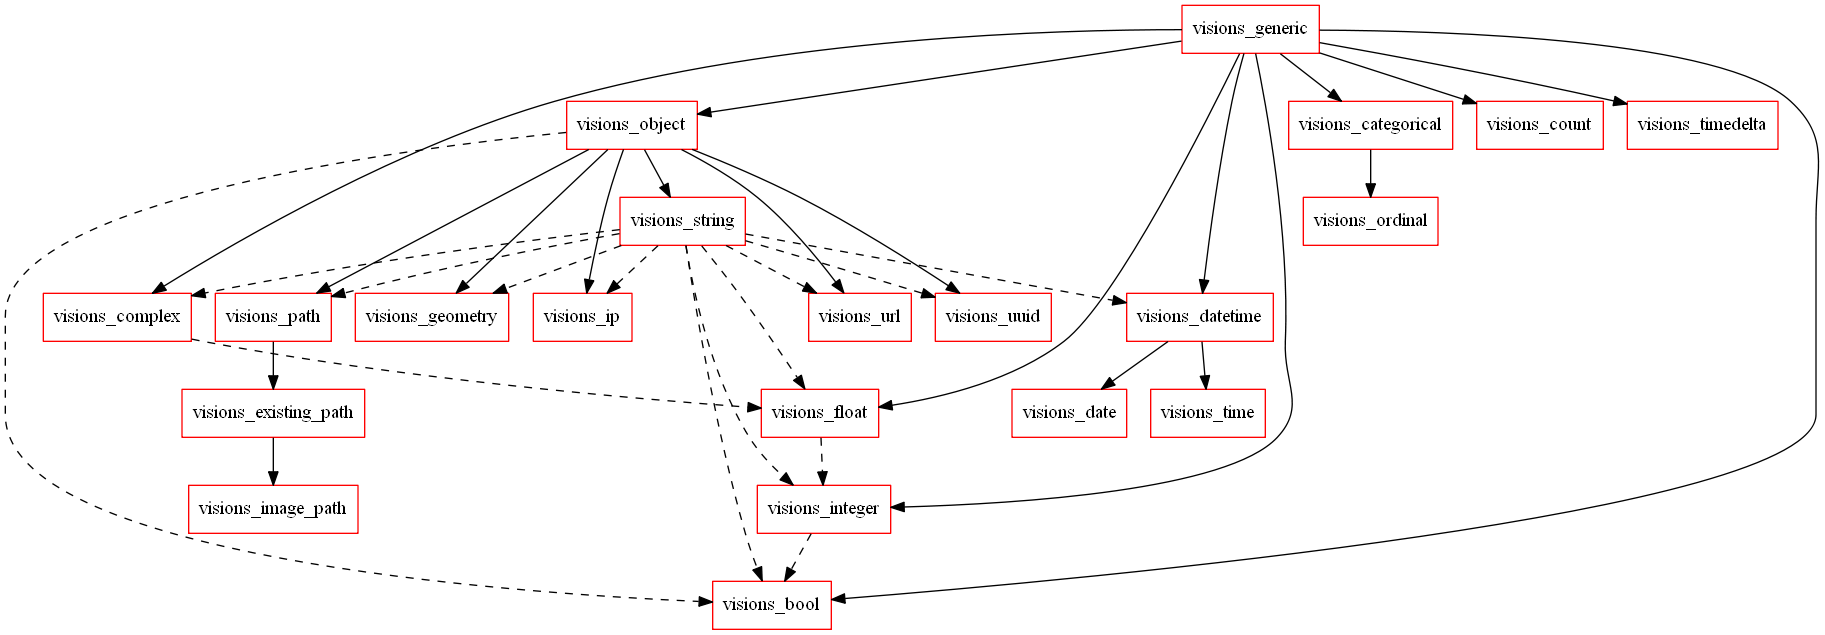 visions_generic
visions_object
visions_categorical
visions_count
visions_timedelta
visions_string
visions_ordinal
visions_complex
visions_path
visions_geometry
visions_ip
visions_url
visions_uuid
visions_datetime
visions_existing_path
visions_float
visions_date
visions_time
visions_image_path
visions_integer
visions_bool